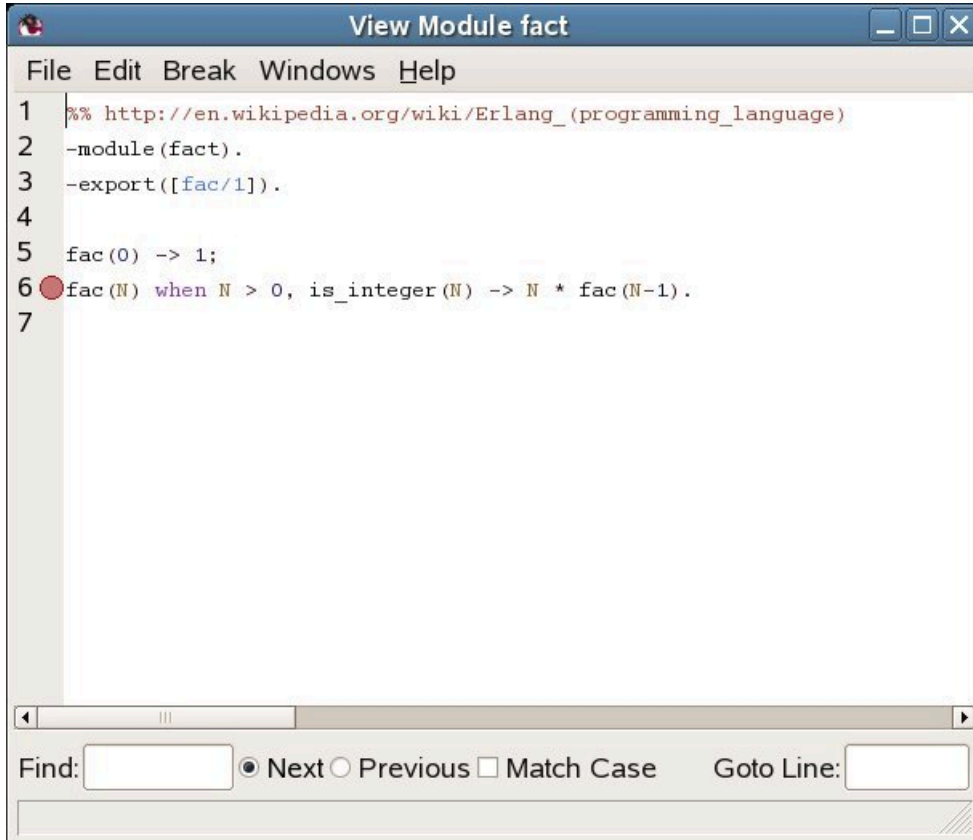 View Module fact
File Edit Break Windows Help
1 %% http://en.wikipedia.org/wiki/Erlang_(programming_language)
2 -module(fact).
3 -export([fac/1]).
4
5 fac(0) -> 1;
6 fac(N) when N > 0, is_integer(N) -> N * fac(N-1).
7
Find: Next Previous Match Case Goto Line: